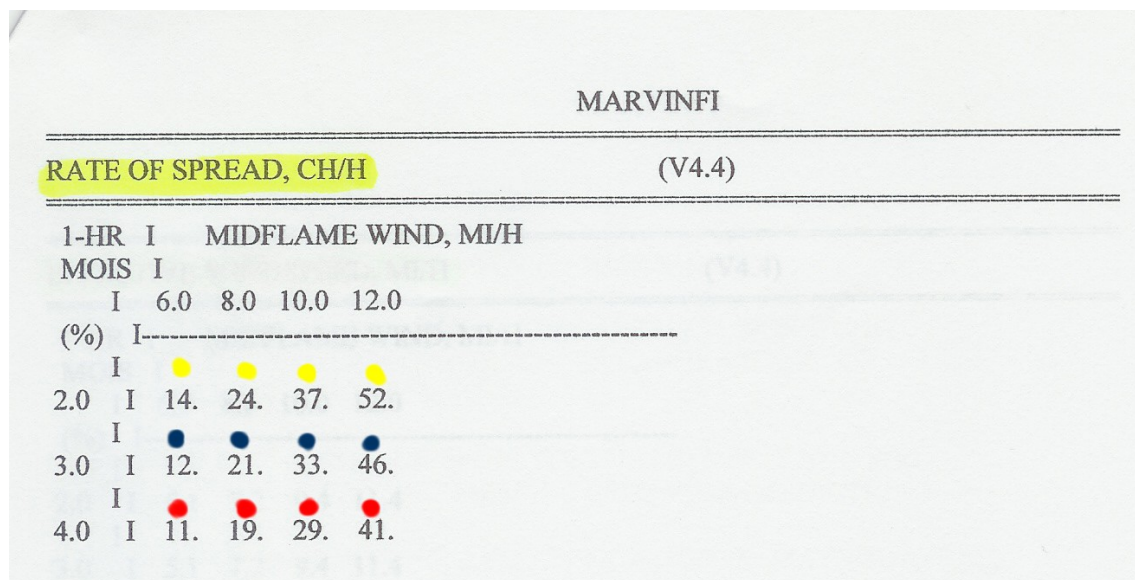 MARVINFI
RATE OF SPREAD, CH/H (V4.4)
1-HR I MIDFLAME WIND, MI/H
MOIS I
I 6.0 8.0 10.0 12.0
(%) I----------------------------------------------------------
I
2.0 I 14. 24. 37. 52.
I
3.0 I 12. 21. 33. 46.
I
4.0 I 11. 19. 29. 41.